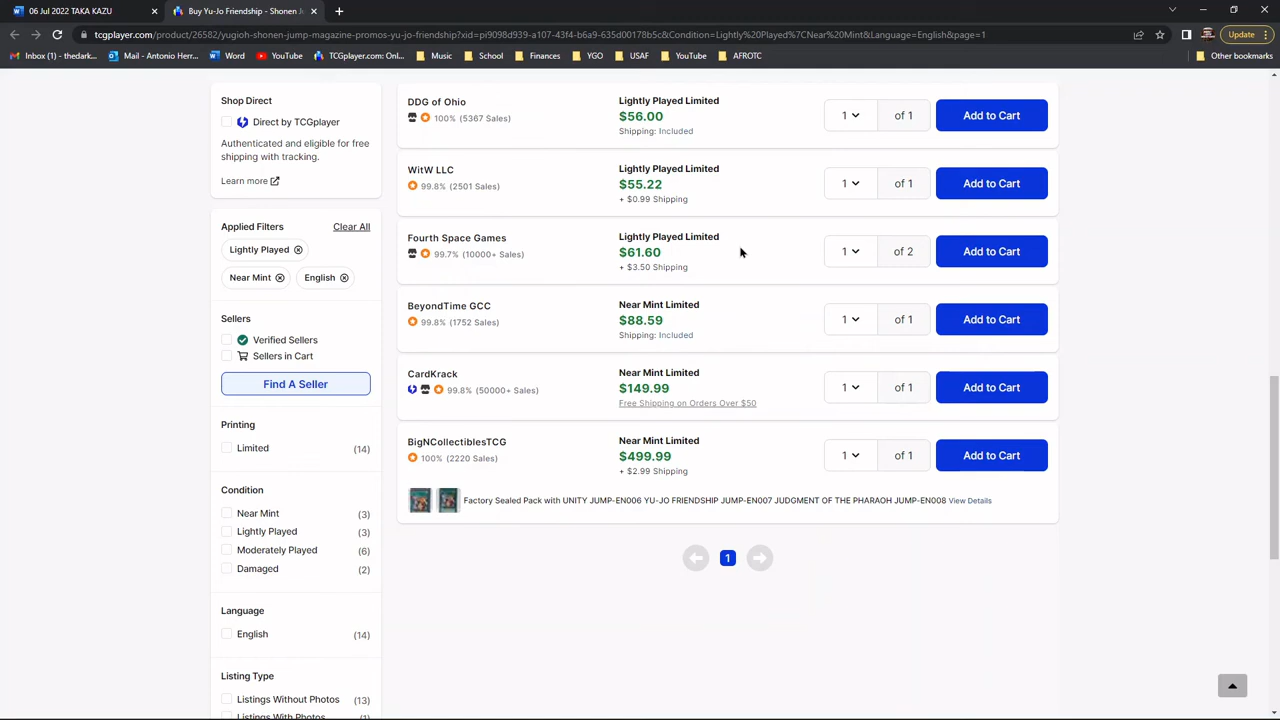 06 Jul 2022 TAKA KAZU
Buy Yu-Jo Friendship - Shonen J
tcgplayer.com/product/26582/yugioh-shonen-jump-magazine-promos-yu-jo-friendship?xid=pi9098d939-a107-43f4-b6a9-635d00178b5c&Condition=Lightly Played%7CNear%20Mint&Language=English&page=1
Update
Inbox (1) - thedark...
Mail - Antonio Herr...
Word
YouTube
TCGPlayer.com: Onl...
Music
School
Finances
YGO
USAF
YouTube
AFROTC
Other bookmarks
Shop Direct
Direct by TCGplayer
Authenticated and eligible for free
shipping with tracking.
Learn more
Applied Filters Clear All
Lightly Played
Near Mint
English
Sellers
Verified Sellers
Sellers in Cart
Find A Seller
Printing
Limited (14)
Condition
Near Mint (3)
Lightly Played (3)
Moderately Played (6)
Damaged (2)
Language
English (14)
Listing Type
Listings Without Photos (13)
Listings With Photos (1)
DDG of Ohio
100% (5367 Sales)
Lightly Played Limited
$56.00
Shipping: Included
1 of 1
Add to Cart
WitW LLC
99.8% (2501 Sales)
Lightly Played Limited
$55.22
+ $0.99 Shipping
1 of 1
Add to Cart
Fourth Space Games
99.7% (10000+ Sales)
Lightly Played Limited
$61.60
+ $3.50 Shipping
1 of 2
Add to Cart
BeyondTime GCC
99.8% (1752 Sales)
Near Mint Limited
$88.59
Shipping: Included
1 of 1
Add to Cart
CardKrack
99.8% (50000+ Sales)
Near Mint Limited
$149.99
Free Shipping on Orders Over $50
1 of 1
Add to Cart
BigNCollectiblesTCG
100% (2220 Sales)
Near Mint Limited
$499.99
+ $2.99 Shipping
1 of 1
Add to Cart
Factory Sealed Pack with UNITY JUMP-EN006 YU-JO FRIENDSHIP JUMP-EN007 JUDGMENT OF THE PHARAOH JUMP-EN008 View Details
1